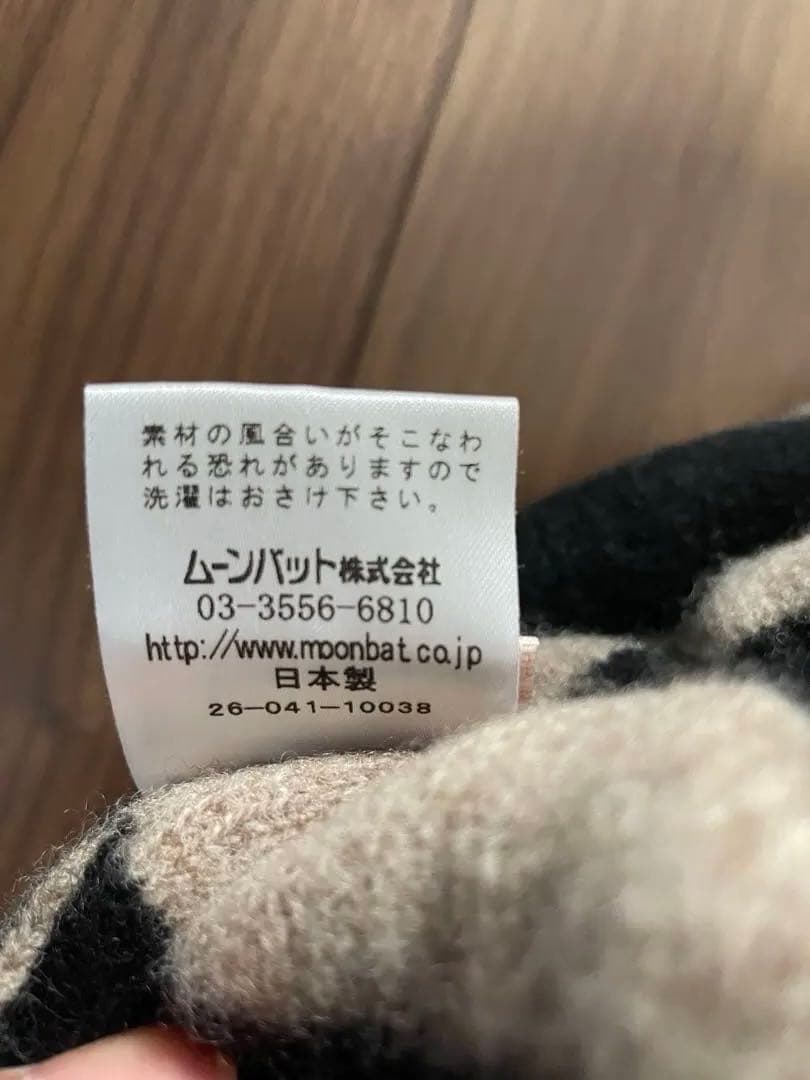 素材の風合いがそこなわ
れる恐れがありますので
洗濯はおさけ下さい。
ムーンバット株式会社
03-3556-6810
http://www.moonbat.co.jp
日本製
26-041-10038